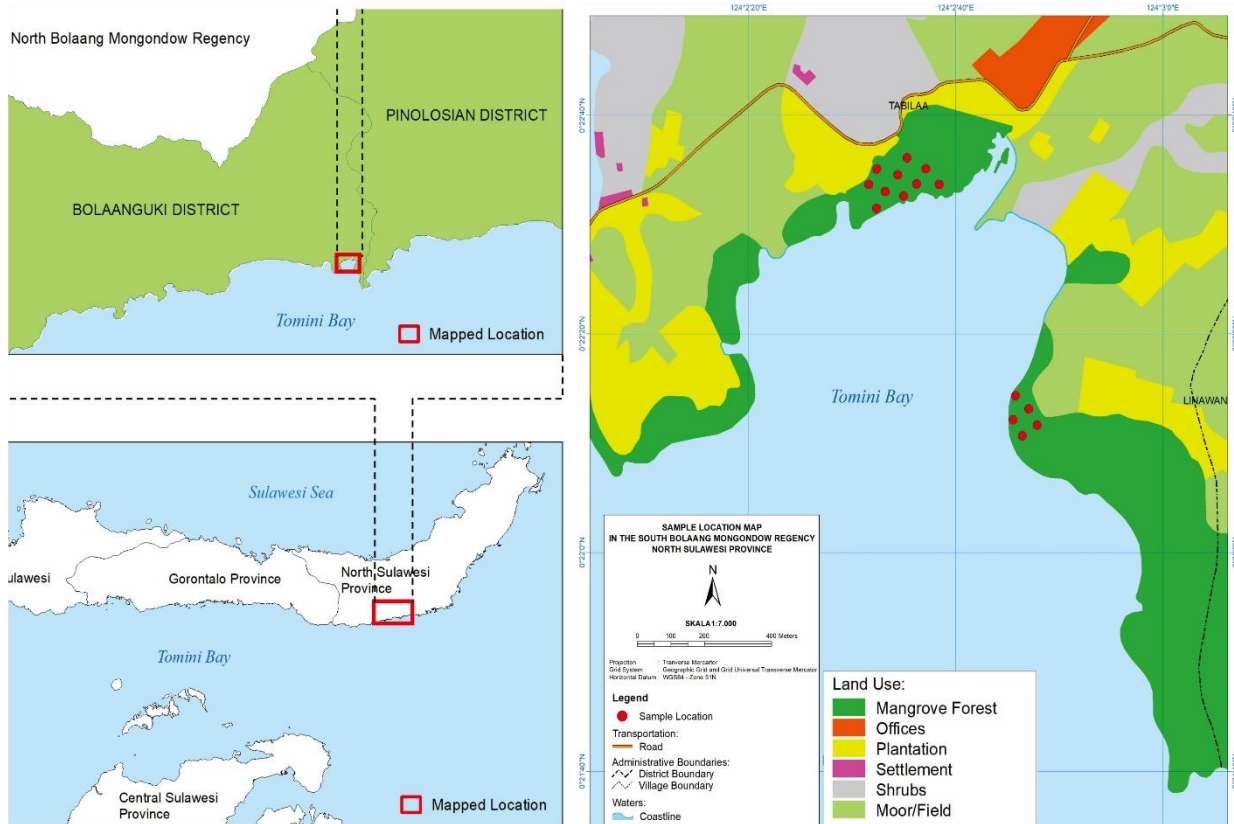 North Bolaang Mongondow Regency
PINOLOSIAN DISTRICT
BOLAANGUKI DISTRICT
Tomini Bay
Mapped Location
Sulawesi Sea
ulawesi
Gorontalo Province
North Sulawesi
Province
Tomini Bay
Central Sulawesi
Province
Mapped Location
124°2'20"E
124°2'40"E
124°3'0"E
0°22'40"N
TABILAA
0°22'20"N
Tomini Bay
LINAWAN
0°22'0"N
0°21'40"N
SAMPLE LOCATION MAP
IN THE SOUTH BOLAANG MONGONDOW REGENCY
NORTH SULAWESI PROVINCE
N
SKALA1:7.000
0 100 200 400 Meters
Projection : Tranverse Mercartor
Grid System : Geographic Grid and Grid Universal Transverse Mercator
Horizontal Datum : WGS84 - Zone 51N
Legend
Sample Location
Transportation:
Road
Administrative Boundaries:
District Boundary
Village Boundary
Waters:
Coastline
Land Use:
Mangrove Forest
Offices
Plantation
Settlement
Shrubs
Moor/Field